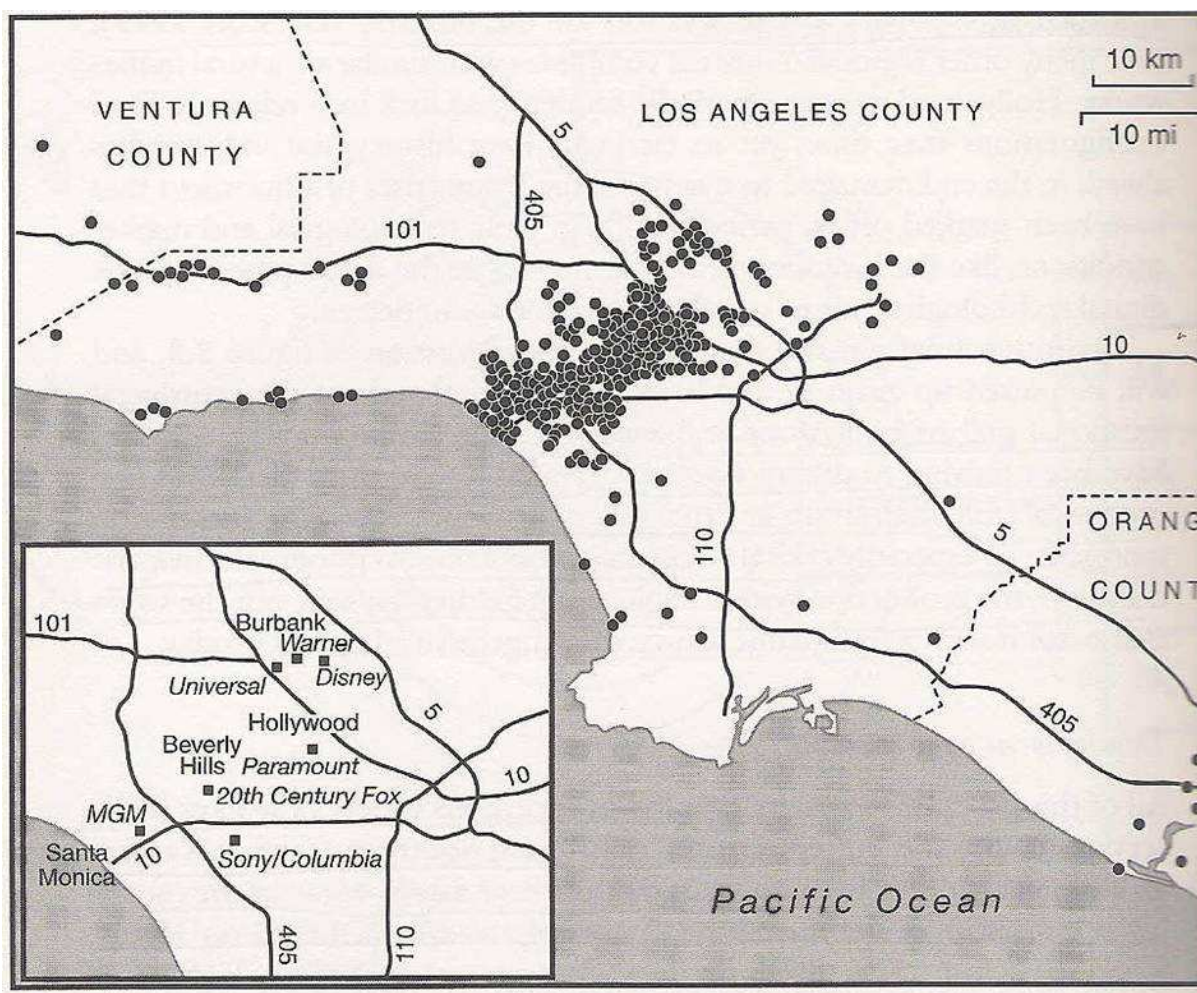 VENTURA
COUNTY
LOS ANGELES COUNTY
10 km
10 mi
5
405
101
10
110
5
ORANG
COUNT
405
Pacific Ocean
101
Burbank
Warner
Universal
Disney
5
Hollywood
Beverly
Hills
Paramount
10
20th Century Fox
MGM
Santa
Monica
10
Sony/Columbia
405
110